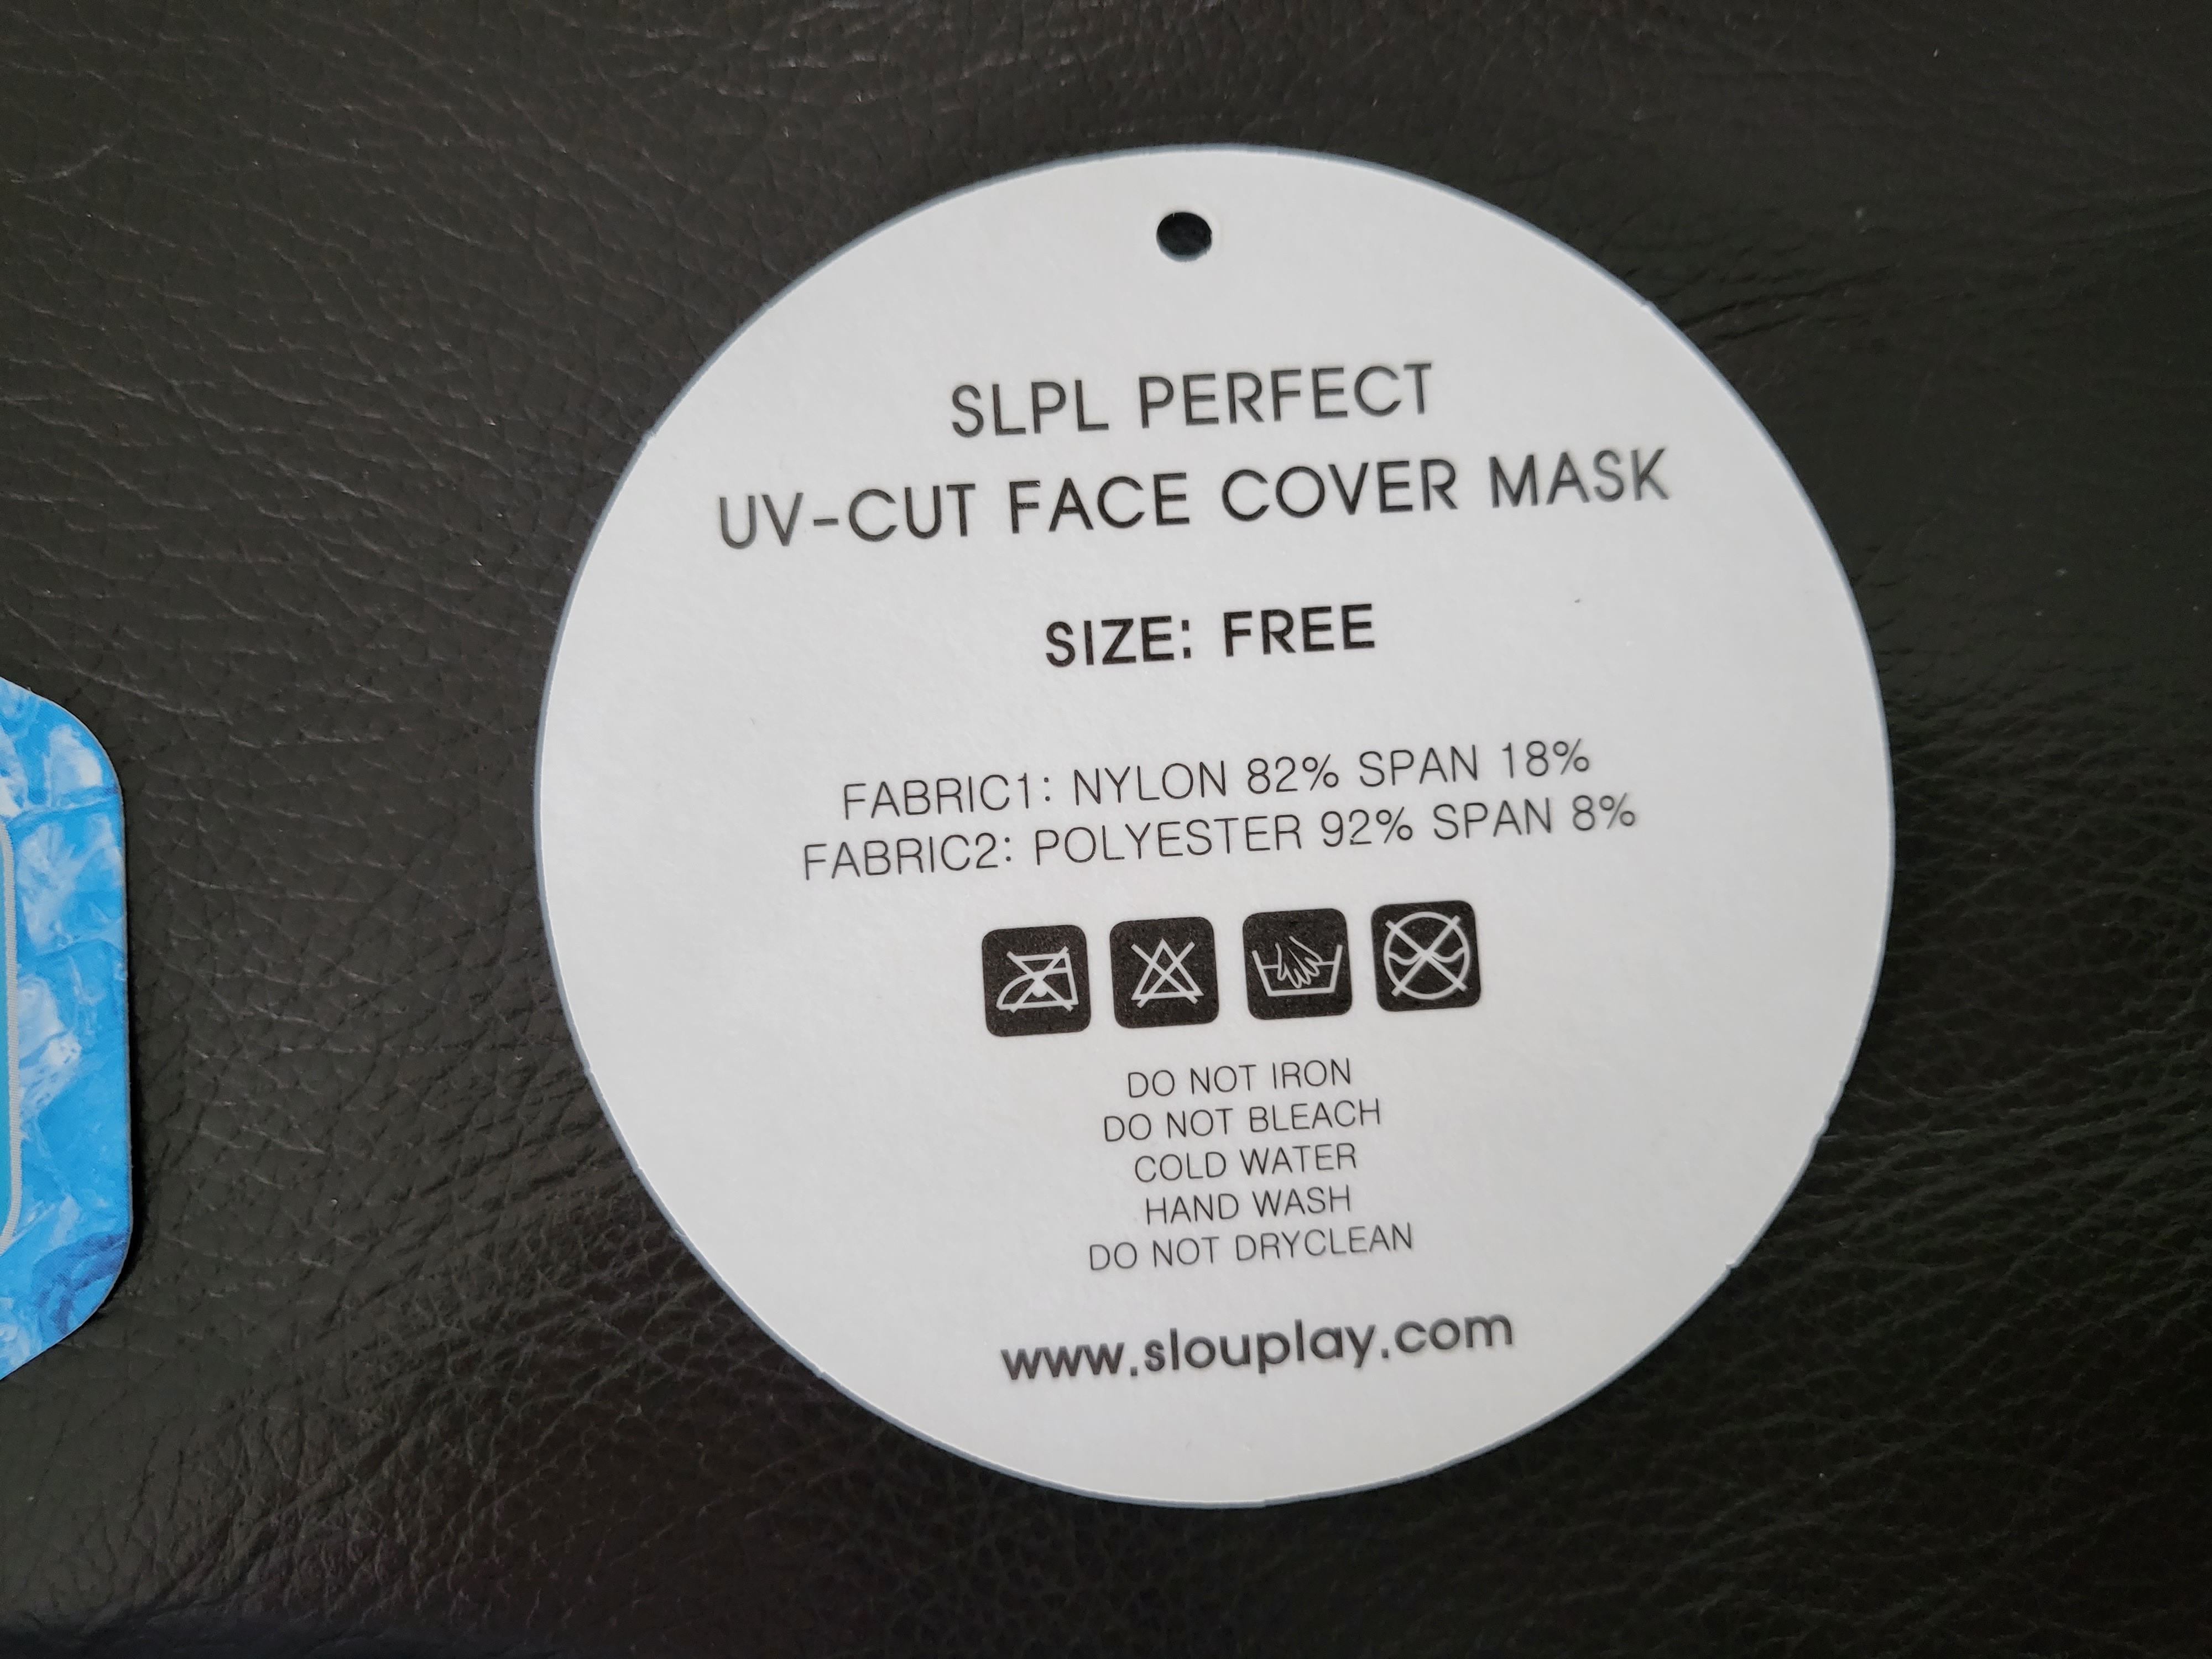 SLPL PERFECT
UV-CUT FACE COVER MASK
SIZE: FREE
FABRIC1: NYLON 82% SPAN 18%
FABRIC2: POLYESTER 92% SPAN 8%
DO NOT IRON
DO NOT BLEACH
COLD WATER
HAND WASH
DO NOT DRYCLEAN
www.slouplay.com